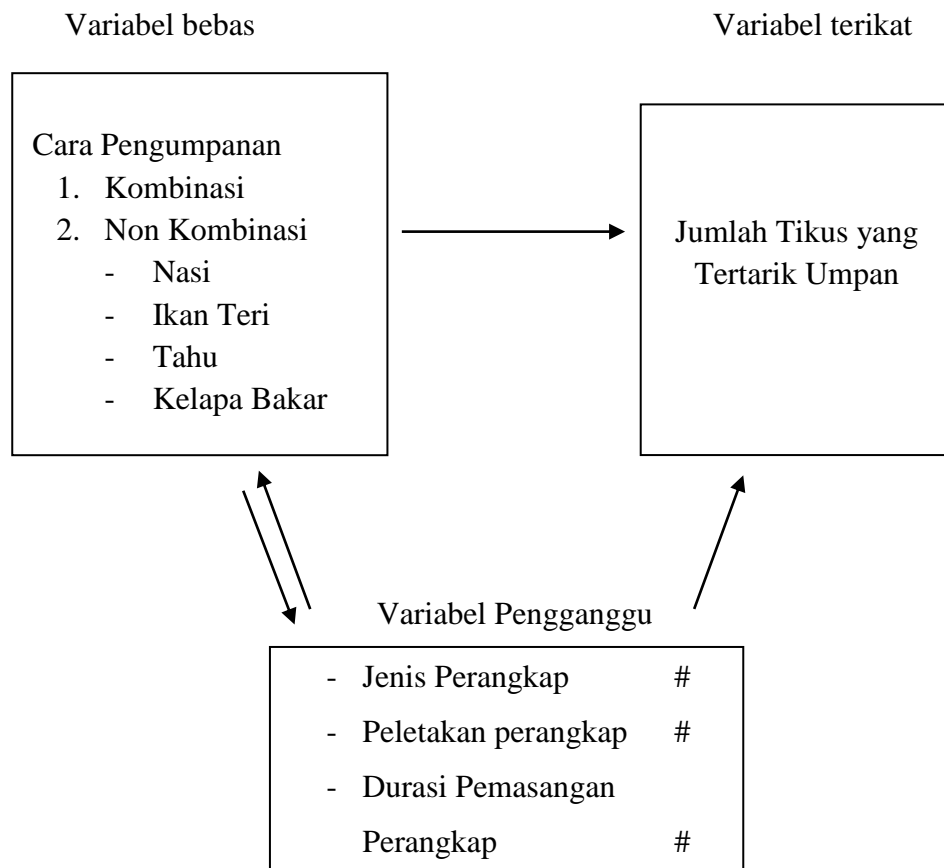 Variabel bebas
Variabel terikat
Cara Pengumpanan
1. Kombinasi
2. Non Kombinasi
- Nasi
- Ikan Teri
- Tahu
- Kelapa Bakar
Jumlah Tikus yang
Tertarik Umpan
Variabel Pengganggu
- Jenis Perangkap #
- Peletakan perangkap #
- Durasi Pemasangan
Perangkap #